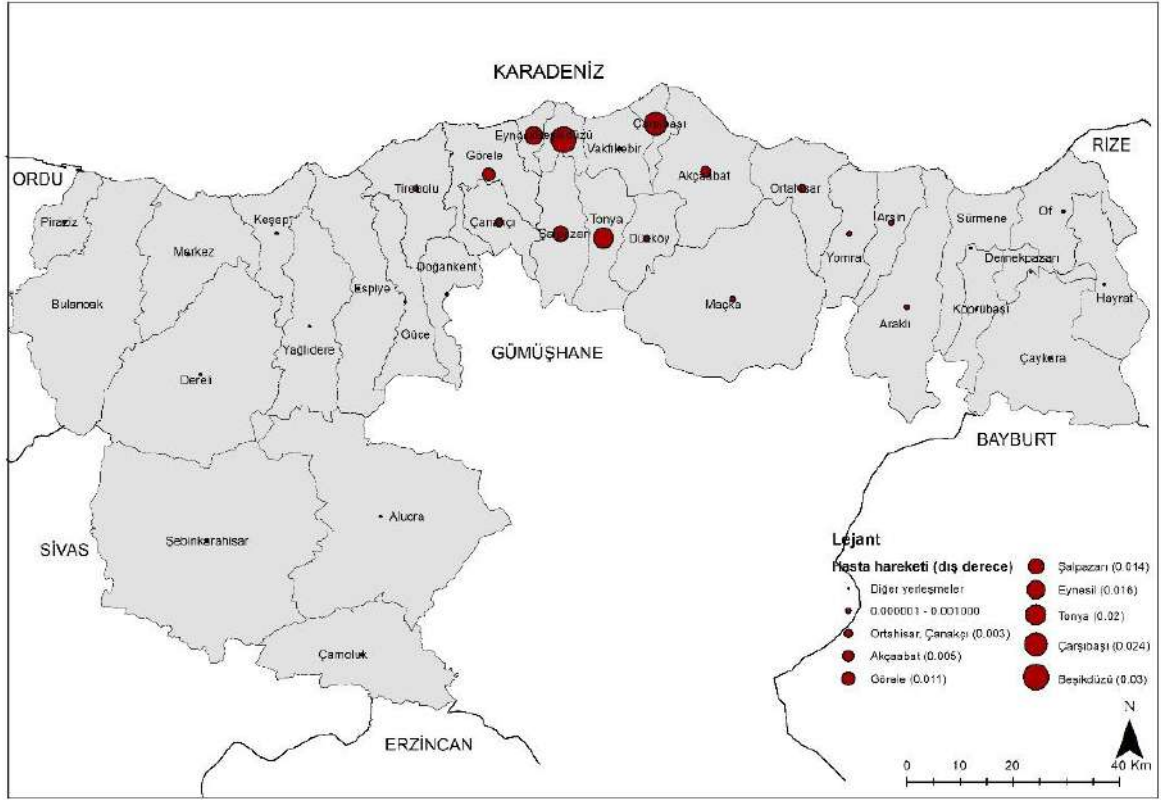 KARADENİZ
RİZE
ORDU
Çarşıbaşı
Vakfıkebir
Görele
Akçaabat
Tirebolu
Ortahisar
Piraziz
Keşap
Çanakçı
Şalpazarı
Tonya
Düzköy
Arsin
Sürmene
Of
Merkez
Yomra
Dernekpazarı
Doğankent
Espiye
Hayrat
Bulancak
Maçka
Köprübaşı
Araklı
Güce
Yağlıdere
GÜMÜŞHANE
Çaykara
Dereli
BAYBURT
Alucra
Şebinkarahisar
SİVAS
Çamoluk
ERZİNCAN
Lejant
Hasta hareketi (dış derece)
Diğer yerleşmeler
0.000001 - 0.001000
Ortahisar, Çanakçı (0.003)
Akçaabat (0.005)
Görele (0.011)
Şalpazarı (0.014)
Eynesil (0.016)
Tonya (0.02)
Çarşıbaşı (0.024)
Beşikdüzü (0.03)
N
0 10 20 40 Km